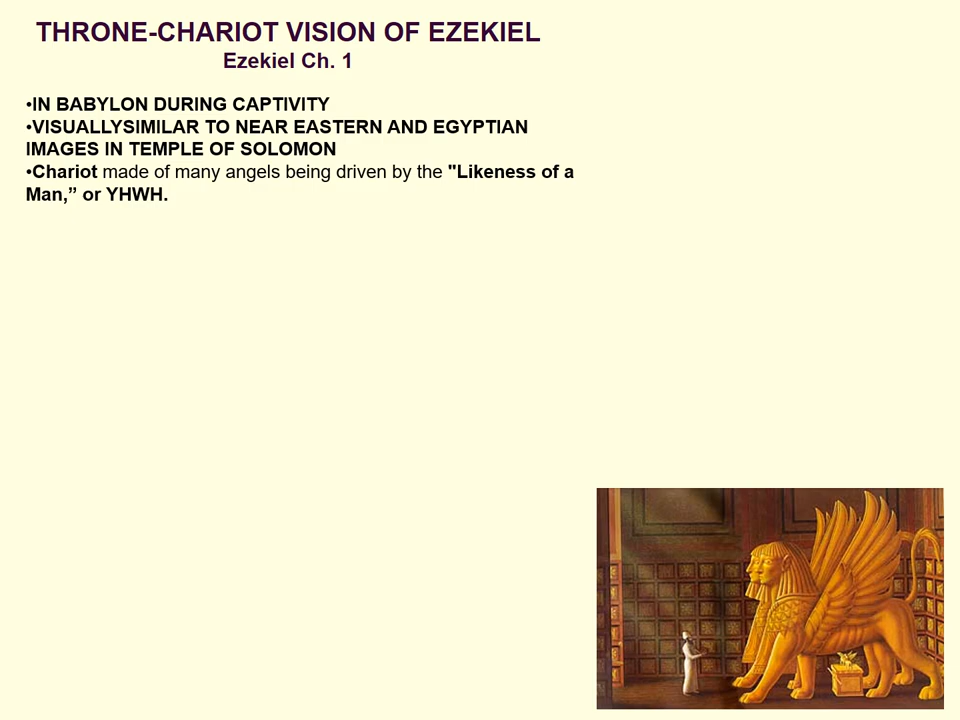 THRONE-CHARIOT VISION OF EZEKIEL
Ezekiel Ch. 1
•IN BABYLON DURING CAPTIVITY
•VISUALLYSIMILAR TO NEAR EASTERN AND EGYPTIAN
IMAGES IN TEMPLE OF SOLOMON
•Chariot made of many angels being driven by the "Likeness of a
Man,” or YHWH.